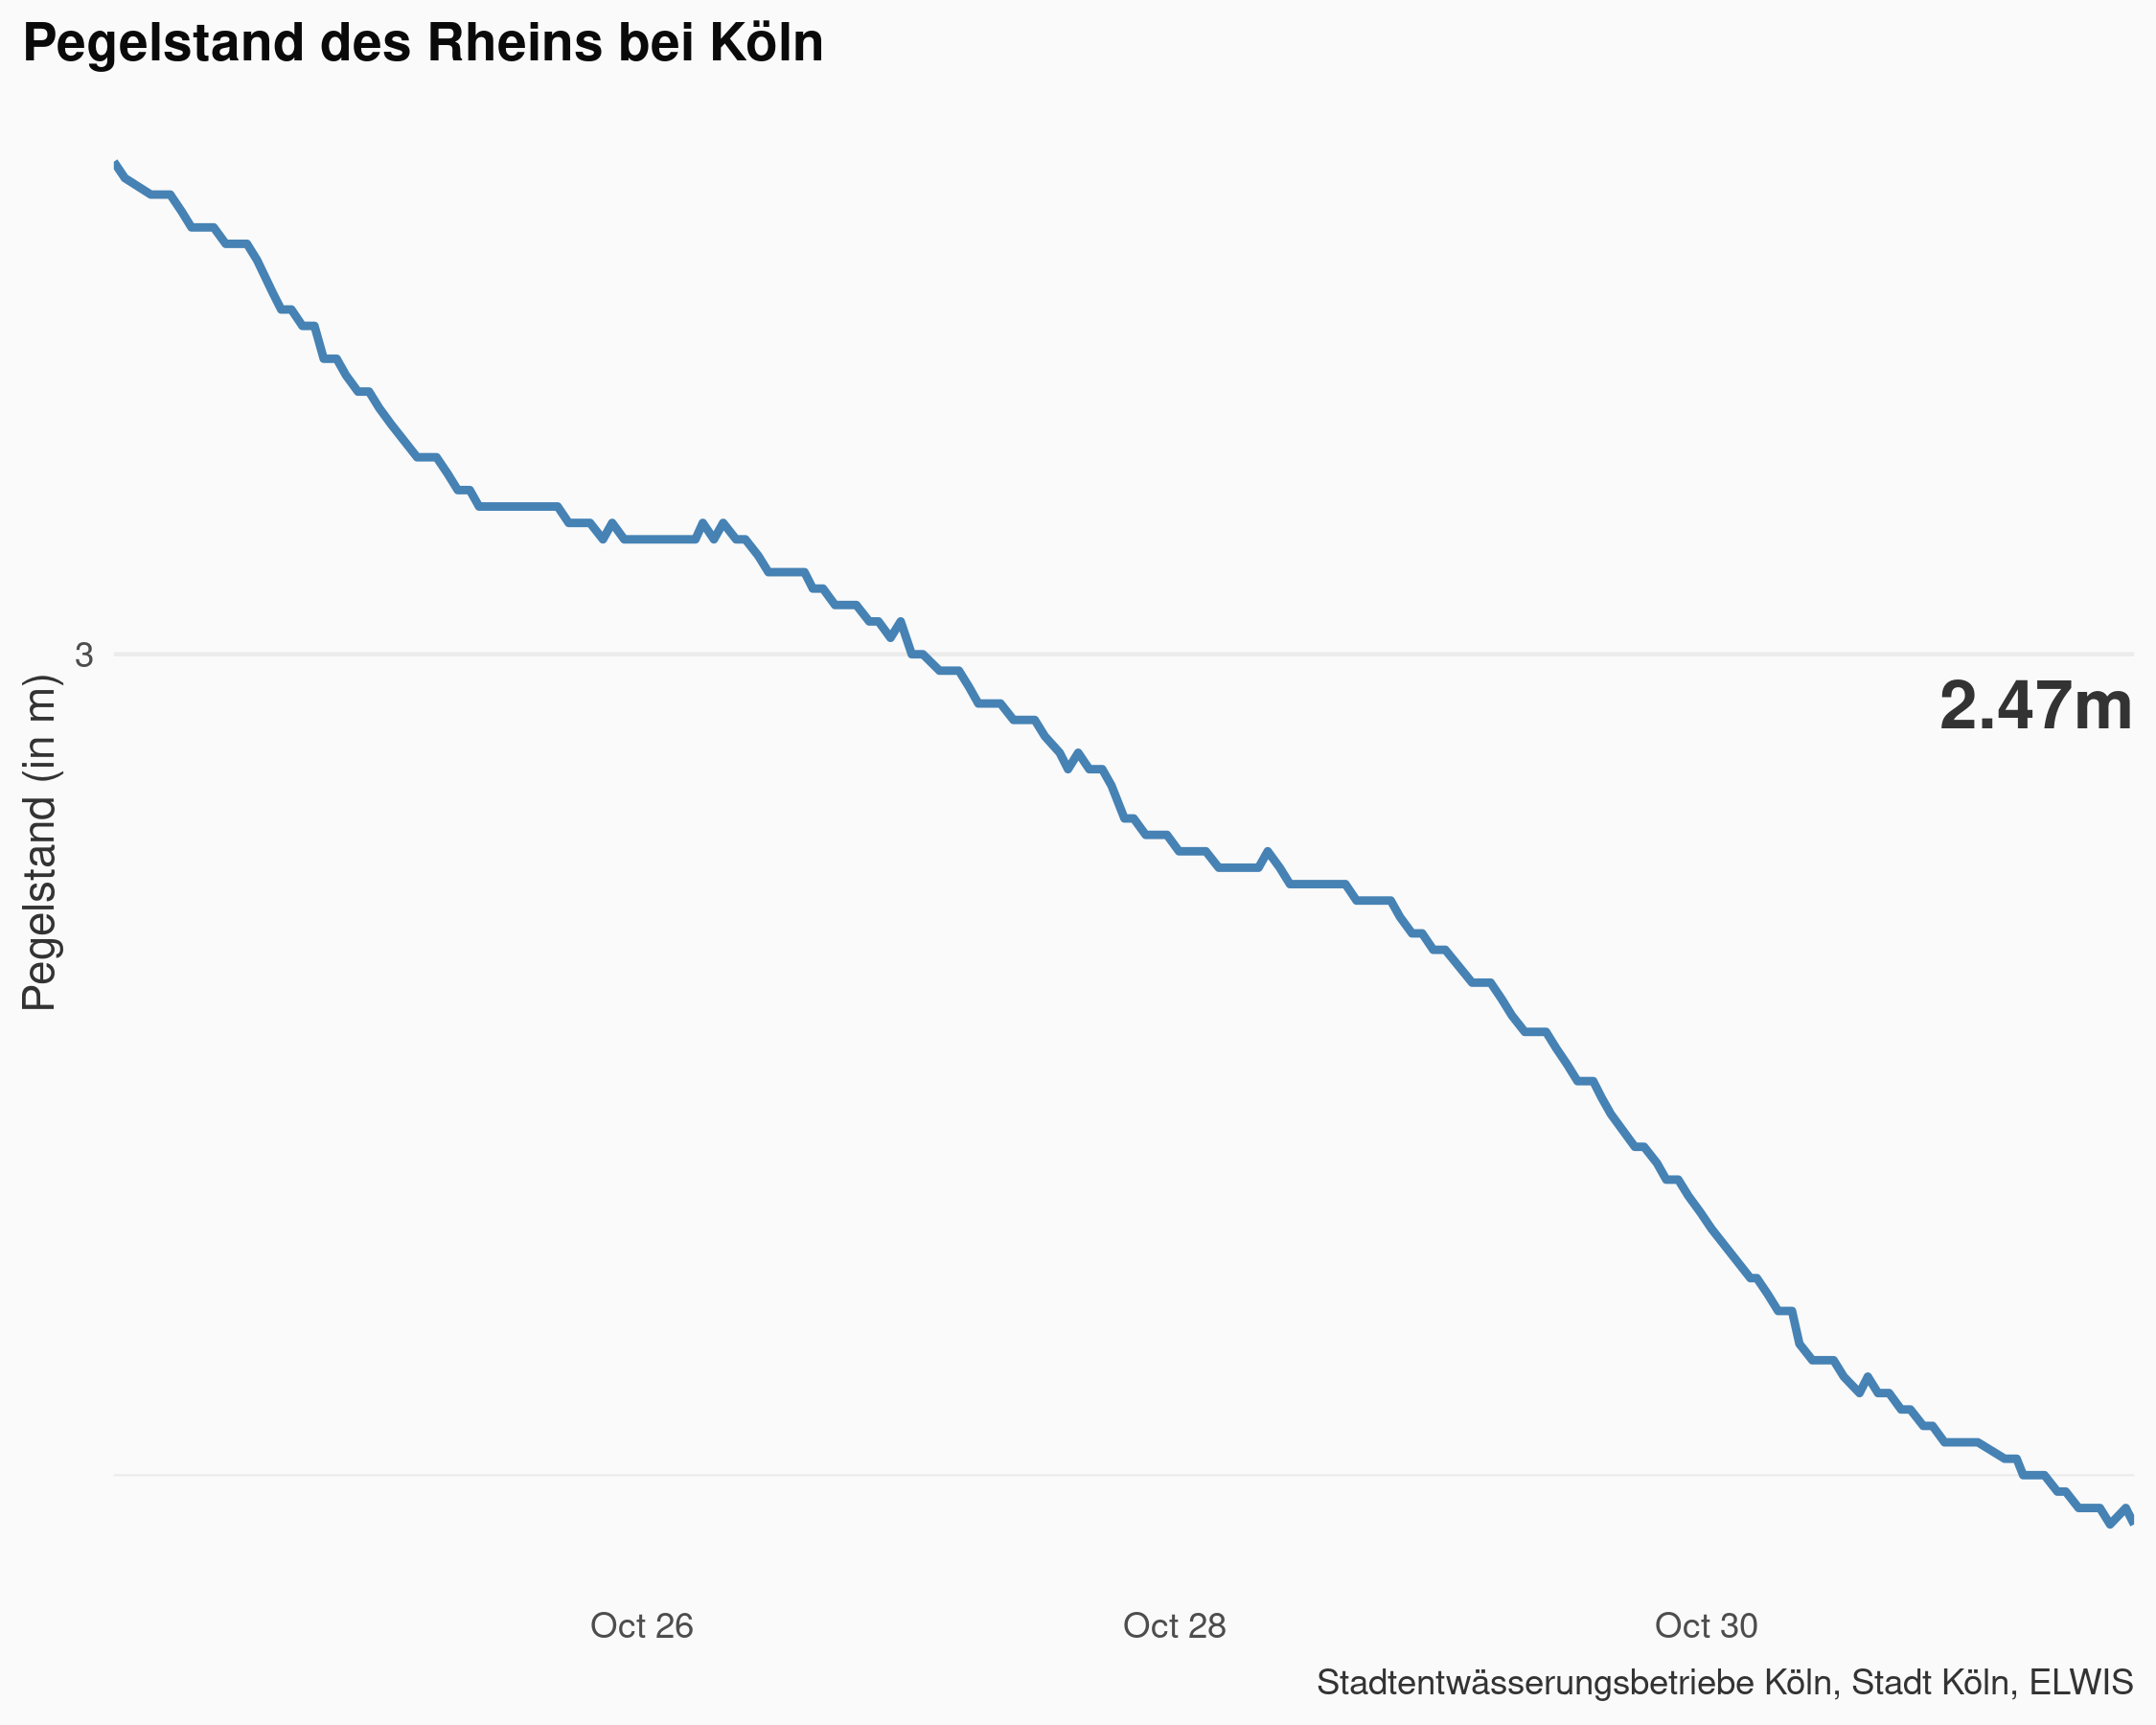 Pegelstand des Rheins bei Köln
Pegelstand (in m)
3
2.47m
Oct 26
Oct 28
Oct 30
Stadtentwässerungsbetriebe Köln, Stadt Köln, ELWIS